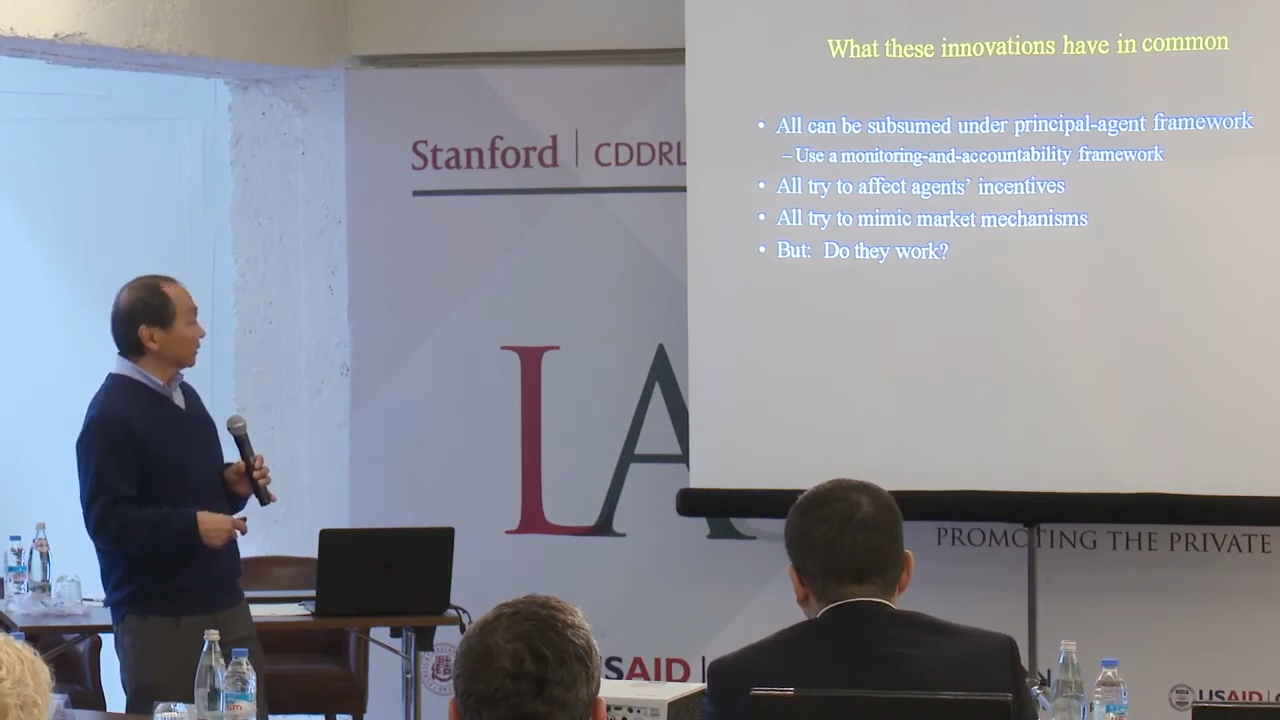 What these innovations have in common
• All can be subsumed under principal-agent framework
– Use a monitoring-and-accountability framework
• All try to affect agents' incentives
• All try to mimic market mechanisms
• But: Do they work?
Stanford | CDDRL
LA
PROMOTING THE PRIVATE
USAID
USAID